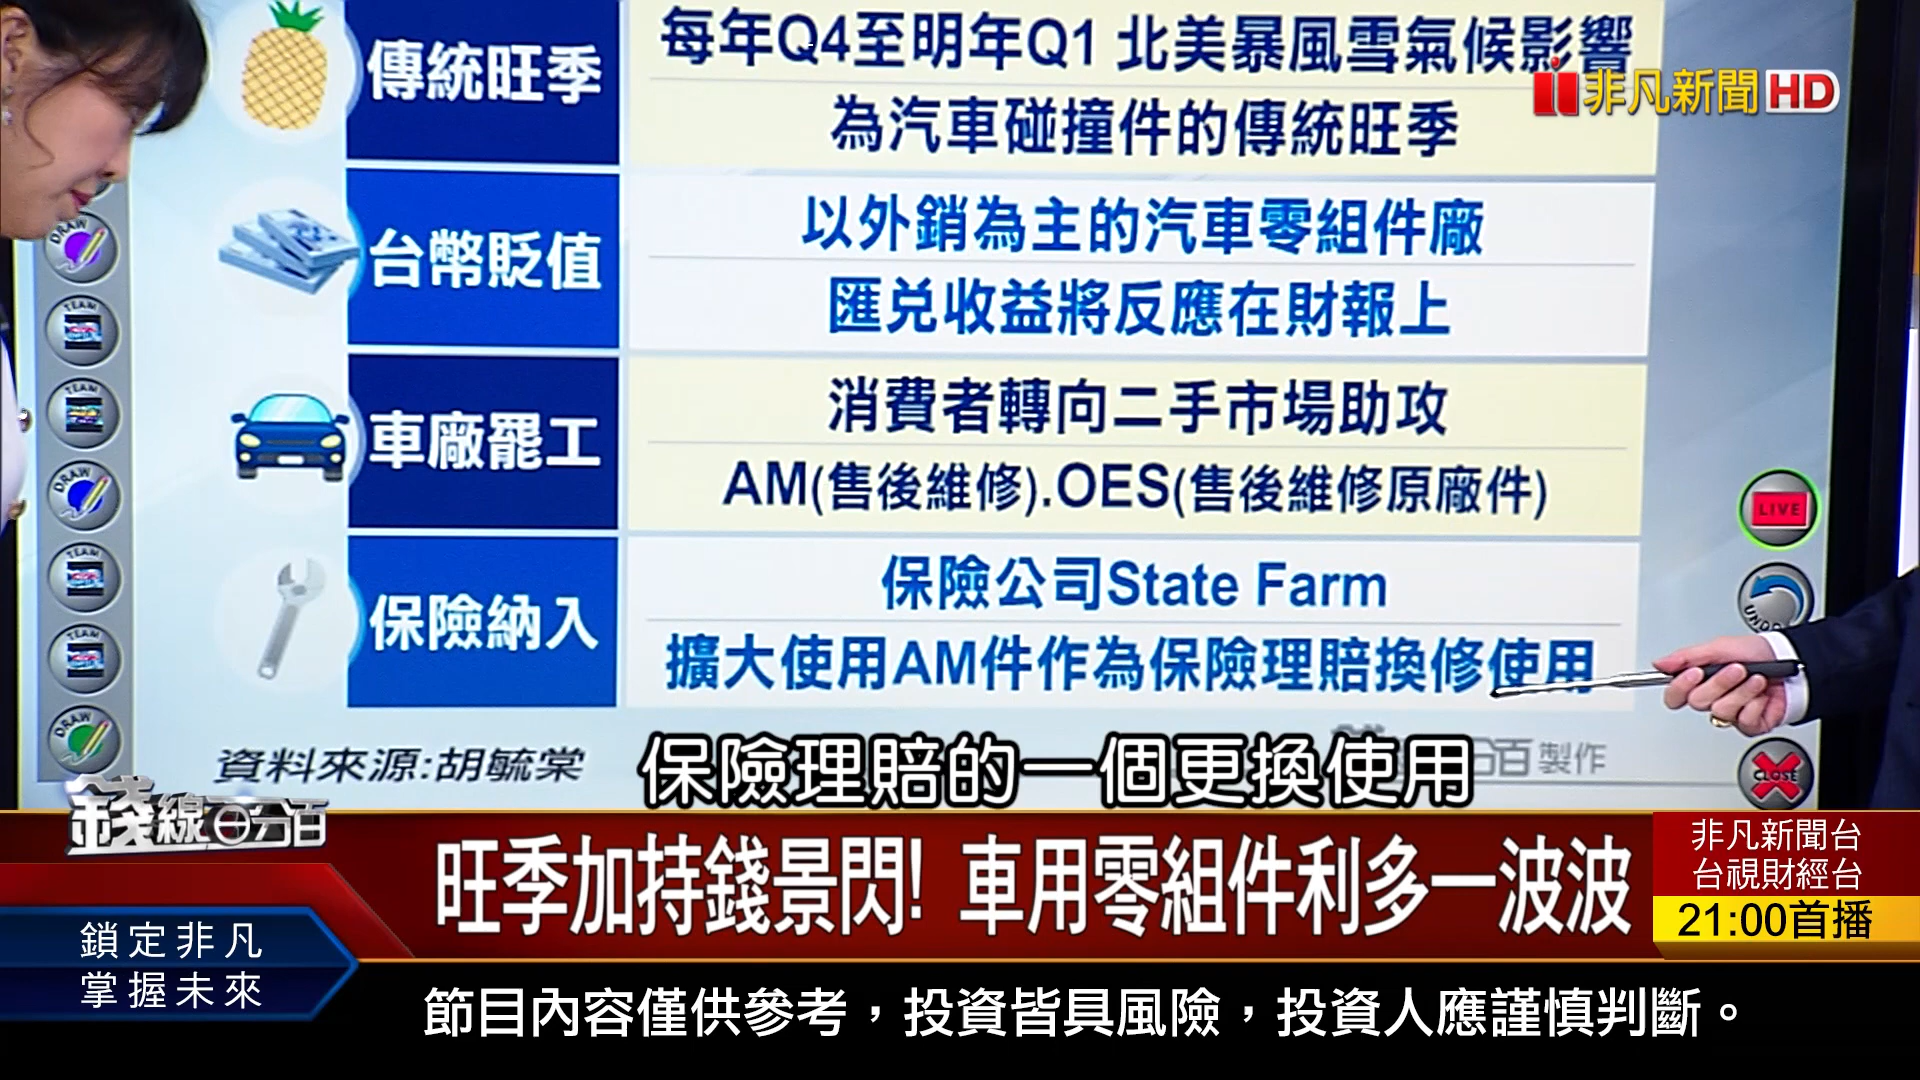 傳統旺季
每年Q4至明年Q1 北美暴風雪氣候影響
為汽車碰撞件的傳統旺季
非凡新聞HD
台幣貶值
以外銷為主的汽車零組件廠
匯兌收益將反應在財報上
車廠罷工
消費者轉向二手市場助攻
AM(售後維修).OES(售後維修原廠件)
保險納入
保險公司State Farm
擴大使用AM件作為保險理賠換修使用
DRAW
TEAM
TEAM
DRAW
TEAM
TEAM
DRAW
LIVE
UNDO
CLOSE
資料來源:胡毓棠
分百製作
保險理賠的一個更換使用
錢線百分百
旺季加持錢景閃! 車用零組件利多一波波
非凡新聞台
台視財經台
21:00首播
鎖定非凡
掌握未來
節目內容僅供參考，投資皆具風險，投資人應謹慎判斷。